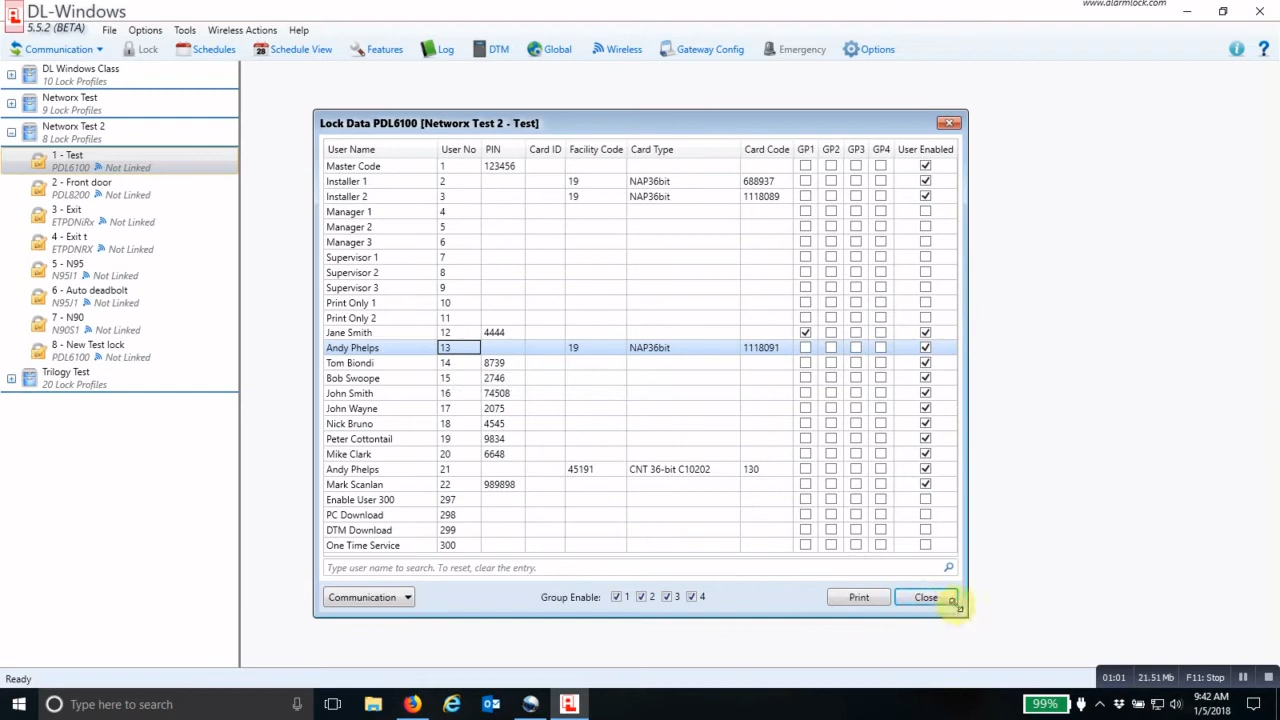 www.alarmlock.com
DL-Windows
5.5.2 (BETA) File Options Tools Wireless Actions Help
Communication Lock Schedules 28 Schedule View Features Log DTM Global Wireless Gateway Config Emergency Options
DL Windows Class
10 Lock Profiles
Networx Test
9 Lock Profiles
Networx Test 2
8 Lock Profiles
1 - Test
PDL6100 Not Linked
2 - Front door
PDL8200 Not Linked
3 - Exit
ETPDNiRx Not Linked
4 - Exit t
ETPDNRX Not Linked
5 - N95
N95I1 Not Linked
6 - Auto deadbolt
N95J1 Not Linked
7 - N90
N90S1 Not Linked
8 - New Test lock
PDL6100 Not Linked
Trilogy Test
20 Lock Profiles
Lock Data PDL6100 [Networx Test 2 - Test]
User Name User No PIN Card ID Facility Code Card Type Card Code GP1 GP2 GP3 GP4 User Enabled
Master Code 1 123456
Installer 1 2 19 NAP36bit 688937
Installer 2 3 19 NAP36bit 1118089
Manager 1 4
Manager 2 5
Manager 3 6
Supervisor 1 7
Supervisor 2 8
Supervisor 3 9
Print Only 1 10
Print Only 2 11
Jane Smith 12 4444
Andy Phelps 13 19 NAP36bit 1118091
Tom Biondi 14 8739
Bob Swoope 15 2746
John Smith 16 74508
John Wayne 17 2075
Nick Bruno 18 4545
Peter Cottontail 19 9834
Mike Clark 20 6648
Andy Phelps 21 45191 CNT 36-bit C10202 130
Mark Scanlan 22 989898
Enable User 300 297
PC Download 298
DTM Download 299
One Time Service 300
Type user name to search. To reset, clear the entry.
Communication Group Enable: 1 2 3 4 Print Close
Ready
01:01 21.51 Mb F11: Stop
Type here to search
99%
9:42 AM
1/5/2018